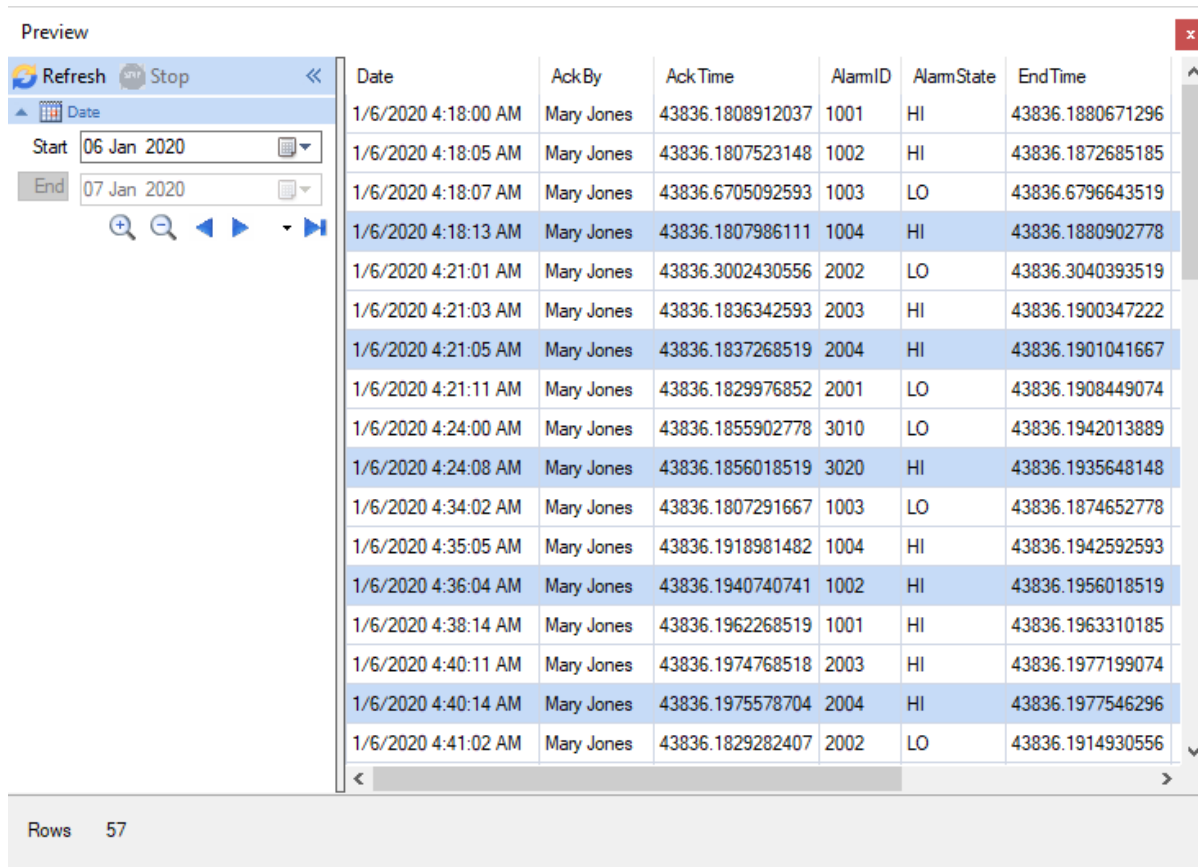 Preview
x
Refresh Stop «
Date
Start 06 Jan 2020
End 07 Jan 2020
Date AckBy AckTime AlarmID AlarmState EndTime
1/6/2020 4:18:00 AM Mary Jones 43836.1808912037 1001 HI 43836.1880671296
1/6/2020 4:18:05 AM Mary Jones 43836.1807523148 1002 HI 43836.1872685185
1/6/2020 4:18:07 AM Mary Jones 43836.6705092593 1003 LO 43836.6796643519
1/6/2020 4:18:13 AM Mary Jones 43836.1807986111 1004 HI 43836.1880902778
1/6/2020 4:21:01 AM Mary Jones 43836.3002430556 2002 LO 43836.3040393519
1/6/2020 4:21:03 AM Mary Jones 43836.1836342593 2003 HI 43836.1900347222
1/6/2020 4:21:05 AM Mary Jones 43836.1837268519 2004 HI 43836.1901041667
1/6/2020 4:21:11 AM Mary Jones 43836.1829976852 2001 LO 43836.1908449074
1/6/2020 4:24:00 AM Mary Jones 43836.1855902778 3010 LO 43836.1942013889
1/6/2020 4:24:08 AM Mary Jones 43836.1856018519 3020 HI 43836.1935648148
1/6/2020 4:34:02 AM Mary Jones 43836.1807291667 1003 LO 43836.1874652778
1/6/2020 4:35:05 AM Mary Jones 43836.1918981482 1004 HI 43836.1942592593
1/6/2020 4:36:04 AM Mary Jones 43836.1940740741 1002 HI 43836.1956018519
1/6/2020 4:38:14 AM Mary Jones 43836.1962268519 1001 HI 43836.1963310185
1/6/2020 4:40:11 AM Mary Jones 43836.1974768518 2003 HI 43836.1977199074
1/6/2020 4:40:14 AM Mary Jones 43836.1975578704 2004 HI 43836.1977546296
1/6/2020 4:41:02 AM Mary Jones 43836.1829282407 2002 LO 43836.1914930556
Rows 57